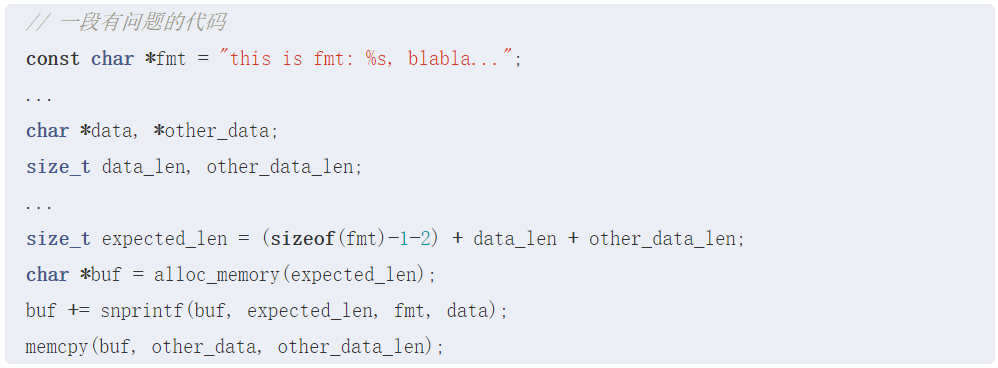 // 一段有问题的代码
const char *fmt = "this is fmt: %s, blabla...";
...
char *data, *other_data;
size_t data_len, other_data_len;
...
size_t expected_len = (sizeof(fmt)-1-2) + data_len + other_data_len;
char *buf = alloc_memory(expected_len);
buf += snprintf(buf, expected_len, fmt, data);
memcpy(buf, other_data, other_data_len);